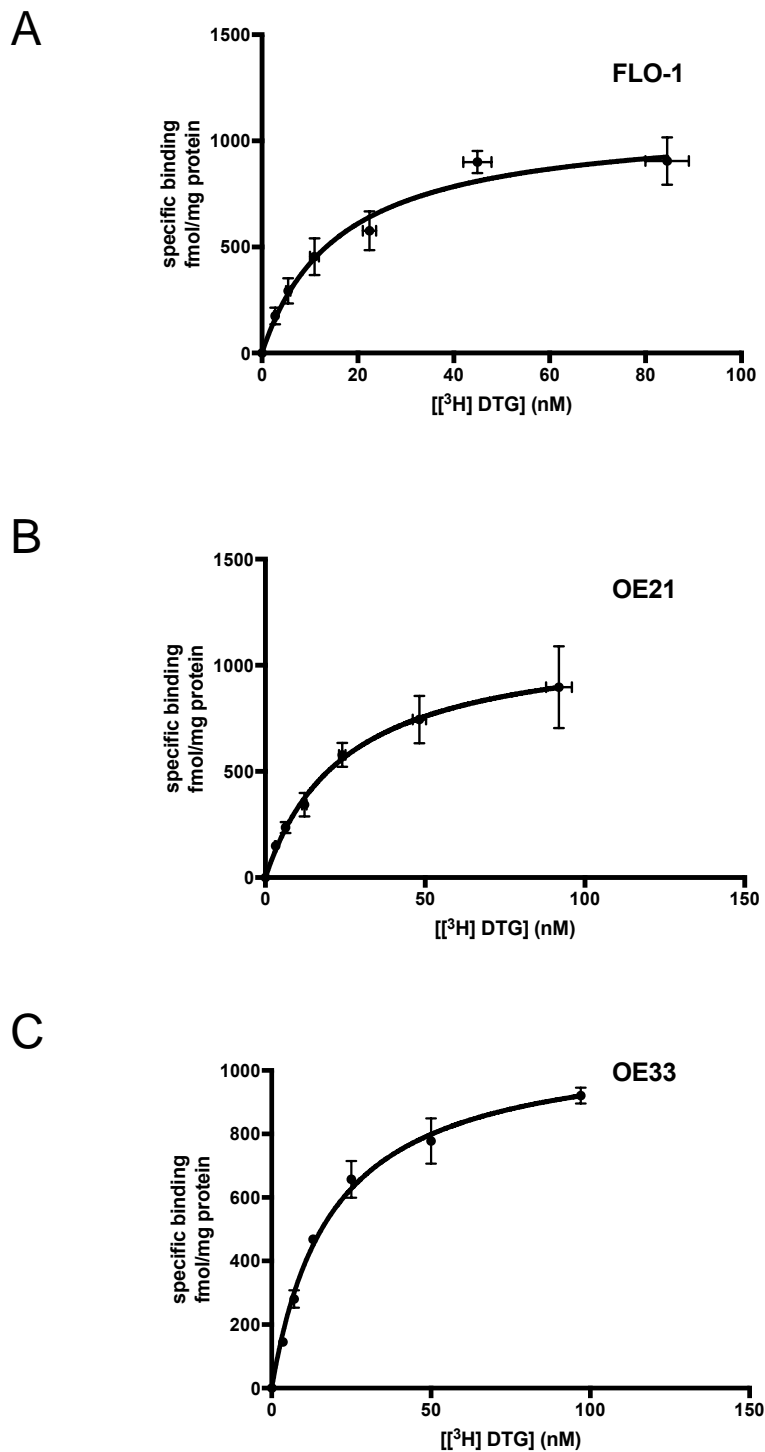 A
FLO-1
1500
1000
500
0
specific binding
fmol/mg protein
0 20 40 60 80 100
[[³H] DTG] (nM)
B
OE21
1500
1000
500
0
specific binding
fmol/mg protein
0 50 100 150
[[³H] DTG] (nM)
C
OE33
1000
800
600
400
200
0
specific binding
fmol/mg protein
0 50 100 150
[[³H] DTG] (nM)